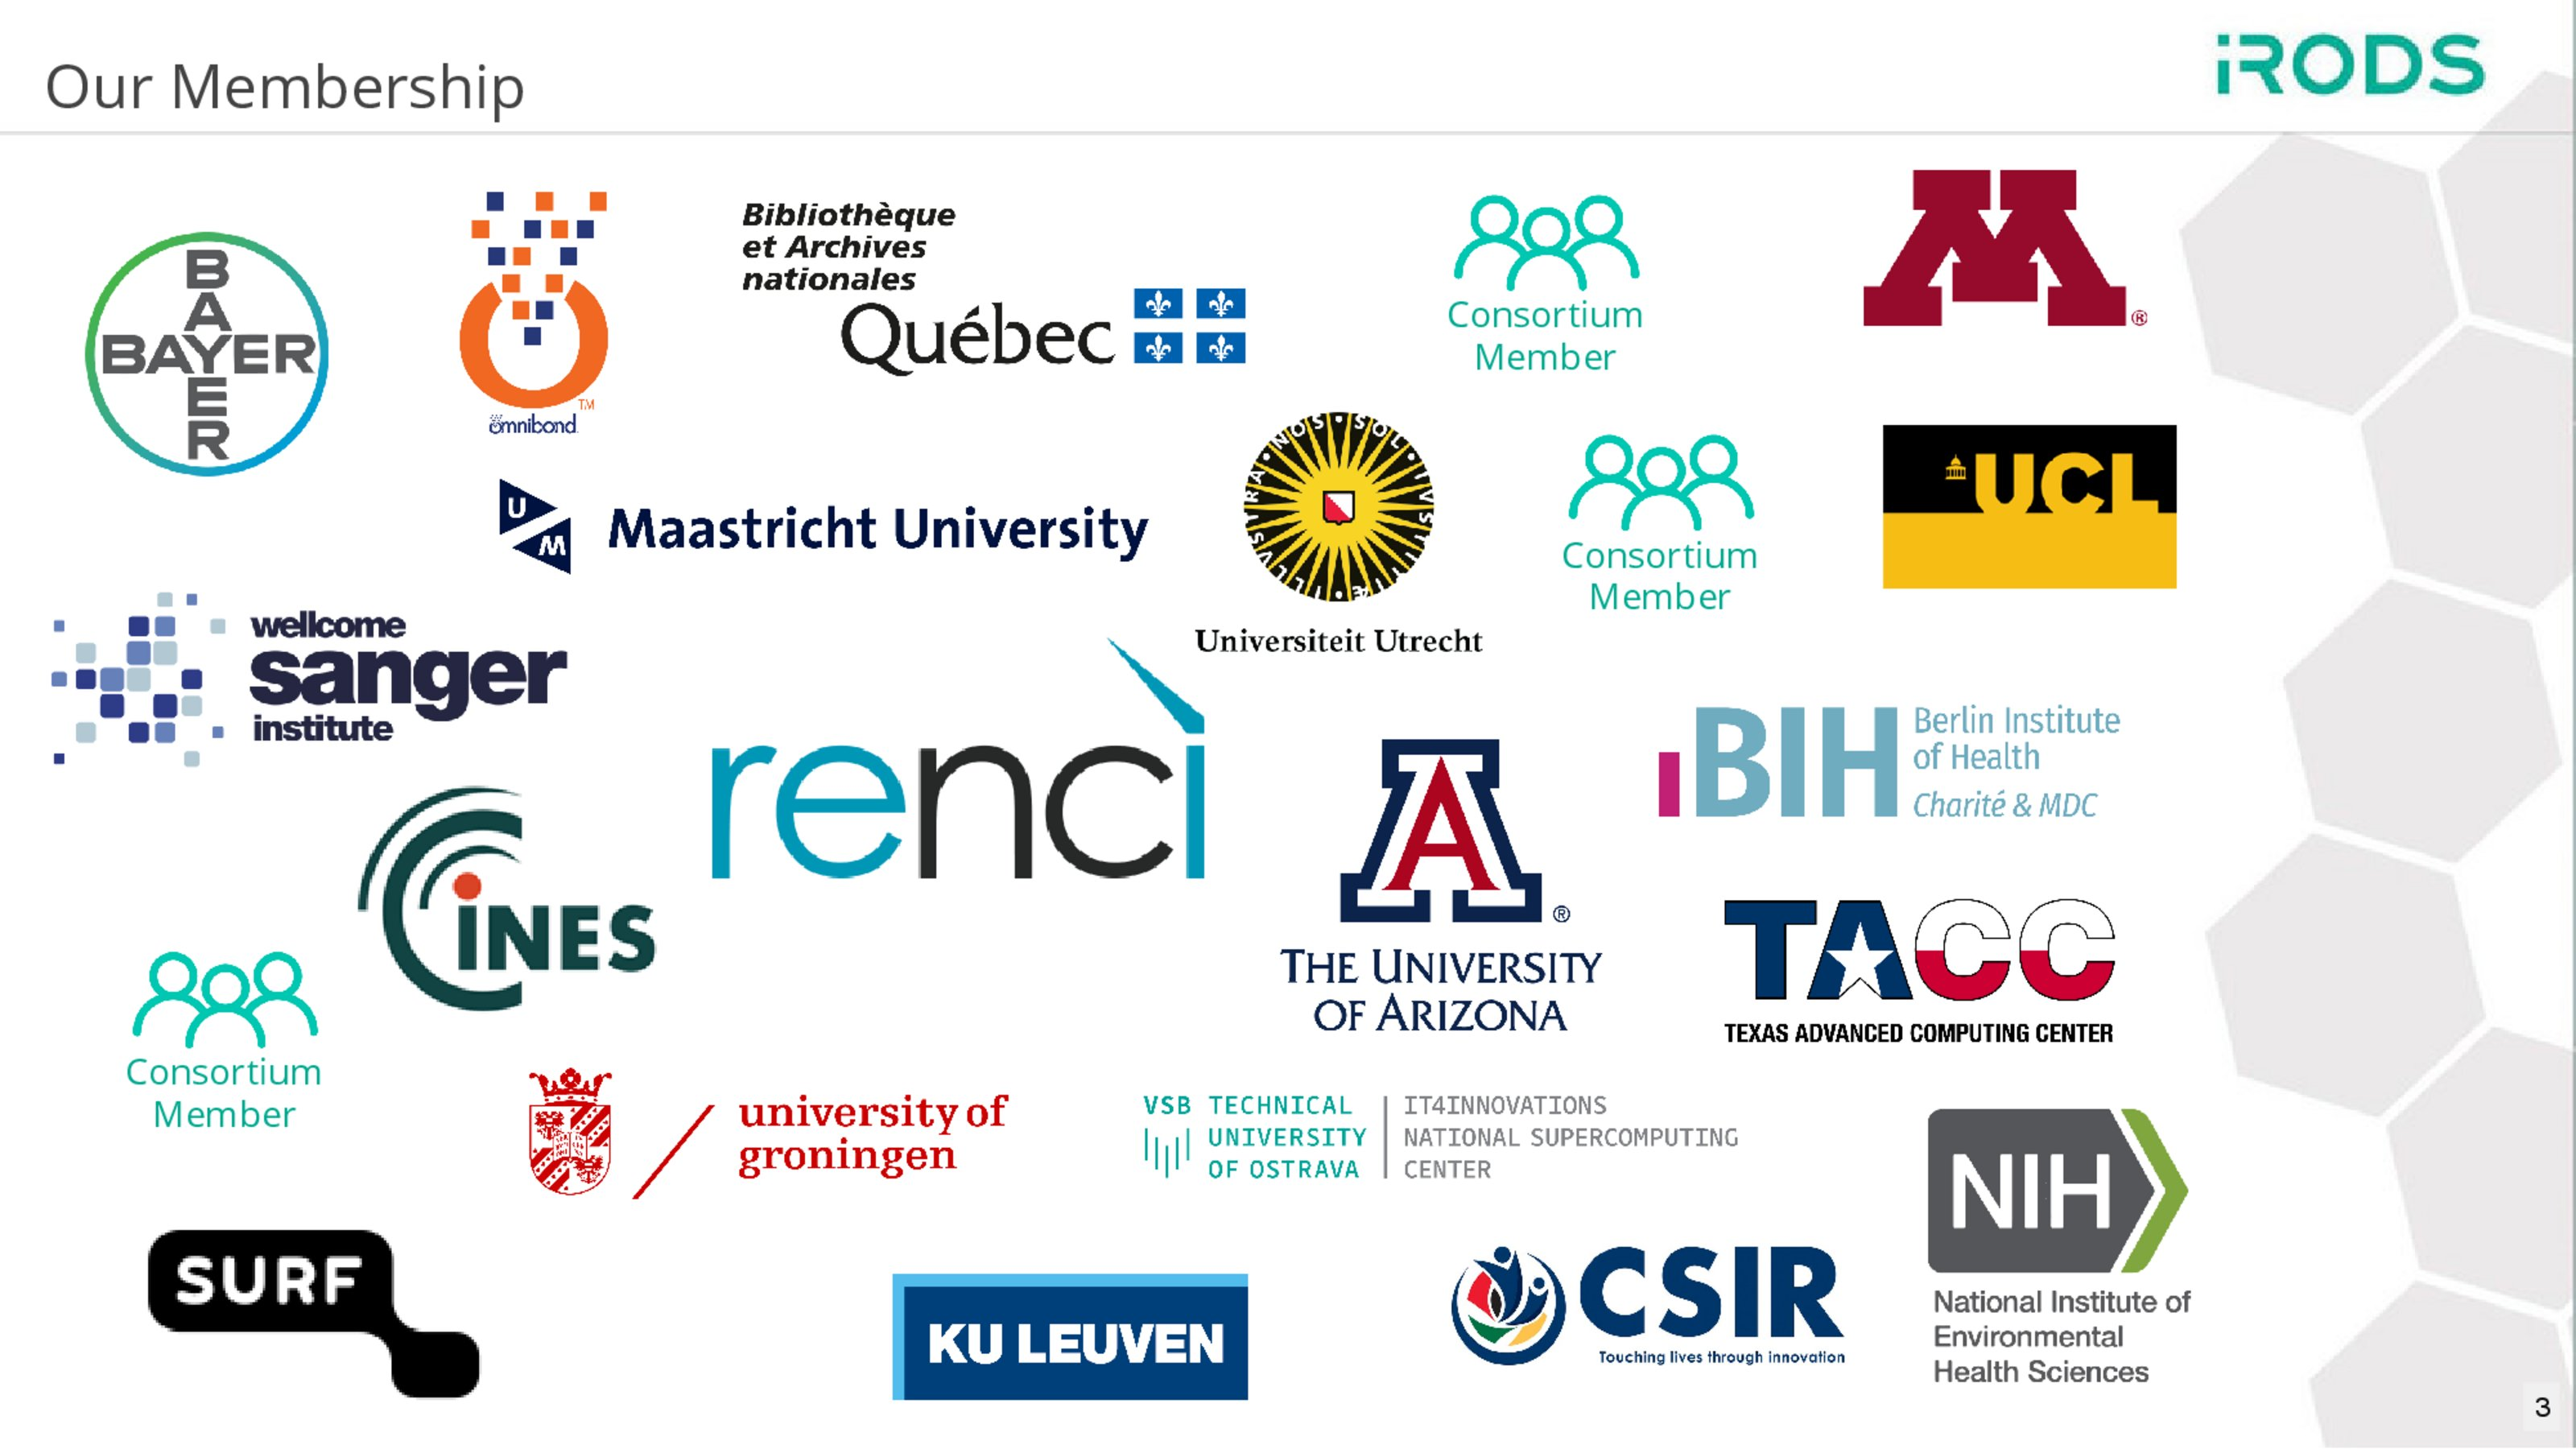 Our Membership
iRODS
B
A
BAYER
E
R
TM
omnibond
Bibliothèque
et Archives
nationales
Québec
Consortium
Member
M
®
U
M
Maastricht University
SOL
NOS
Universiteit Utrecht
Consortium
Member
UCL
wellcome
sanger
institute
renci
A
®
THE UNIVERSITY
OF ARIZONA
BIH
Berlin Institute
of Health
Charité & MDC
CINES
TACC
TEXAS ADVANCED COMPUTING CENTER
Consortium
Member
university of
groningen
VSB TECHNICAL
UNIVERSITY
OF OSTRAVA
IT4INNOVATIONS
NATIONAL SUPERCOMPUTING
CENTER
NIH
National Institute of
Environmental
Health Sciences
SURF
KU LEUVEN
CSIR
Touching lives through innovation
3